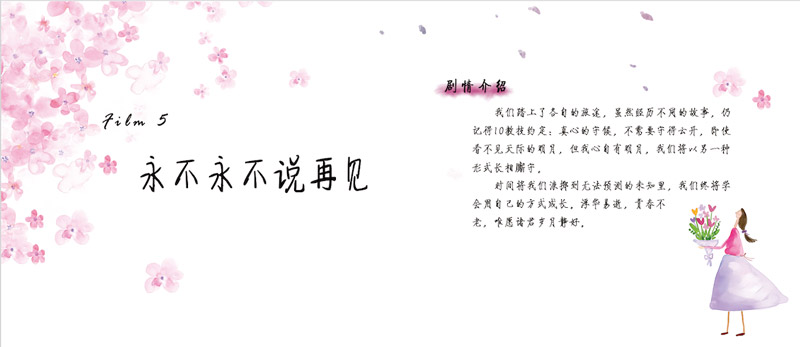 Film 5
永不永不说再见
剧情介绍
我们踏上了各自的旅途，虽然经历不同的故事，仍
记得10教技约定：真心的守候，不需要守得云开，即使
看不见天际的明月，但我心自有明月，我们将以另一种
形式长相廝守。
时间将我们派掷到无法预测的未知里，我们终将学
会用自己的方式成长。浮华易逝，青春不
老，唯愿诸君岁月静好。